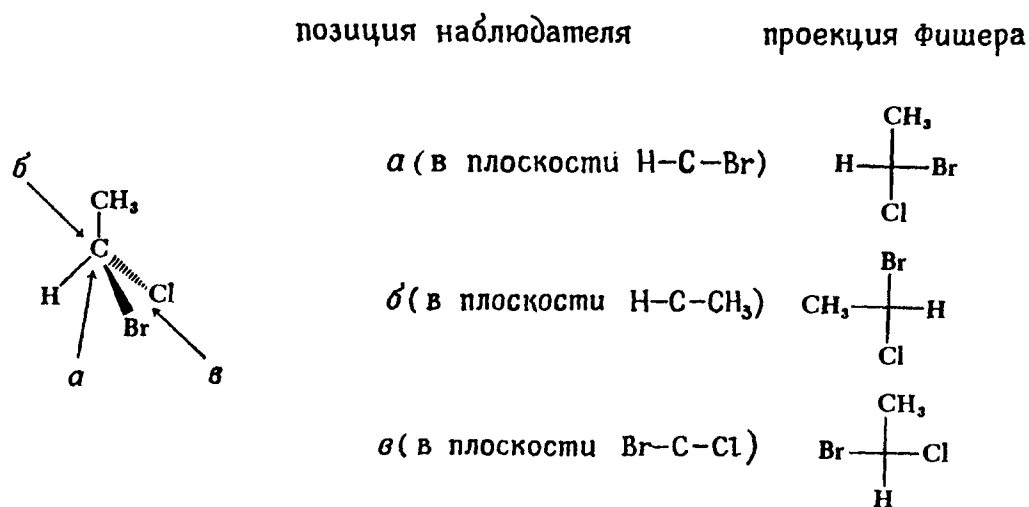 позиция наблюдателя проекция Фишера
б
CH₃
C
H
Cl
Br
а
в
а (в плоскости H–C–Br)
CH₃
H Br
Cl
б (в плоскости H–C–CH₃)
Br
CH₃ H
Cl
в (в плоскости Br–C–Cl)
CH₃
Br Cl
H